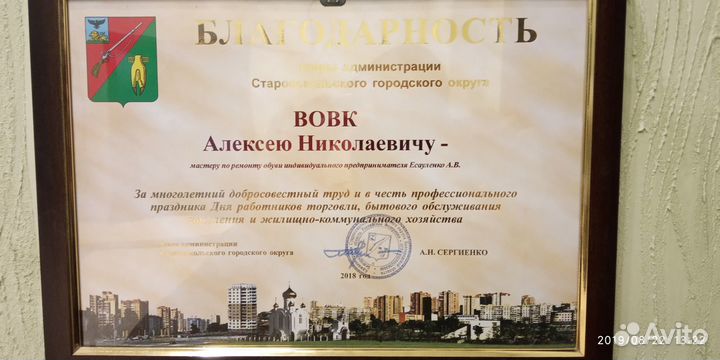 БЛАГОДАРНОСТЬ
главы администрации
Старооскольского городского округа
ВОВК
Алексею Николаевичу -
мастеру по ремонту обуви индивидуального предпринимателя Есауленко А.В.
За многолетний добросовестный труд и в честь профессионального
праздника Дня работников торговли, бытового обслуживания
населения и жилищно-коммунального хозяйства
администрации
городского округа
А.Н. СЕРГИЕНКО
2018 год
2019/06/22 13:22
Avito